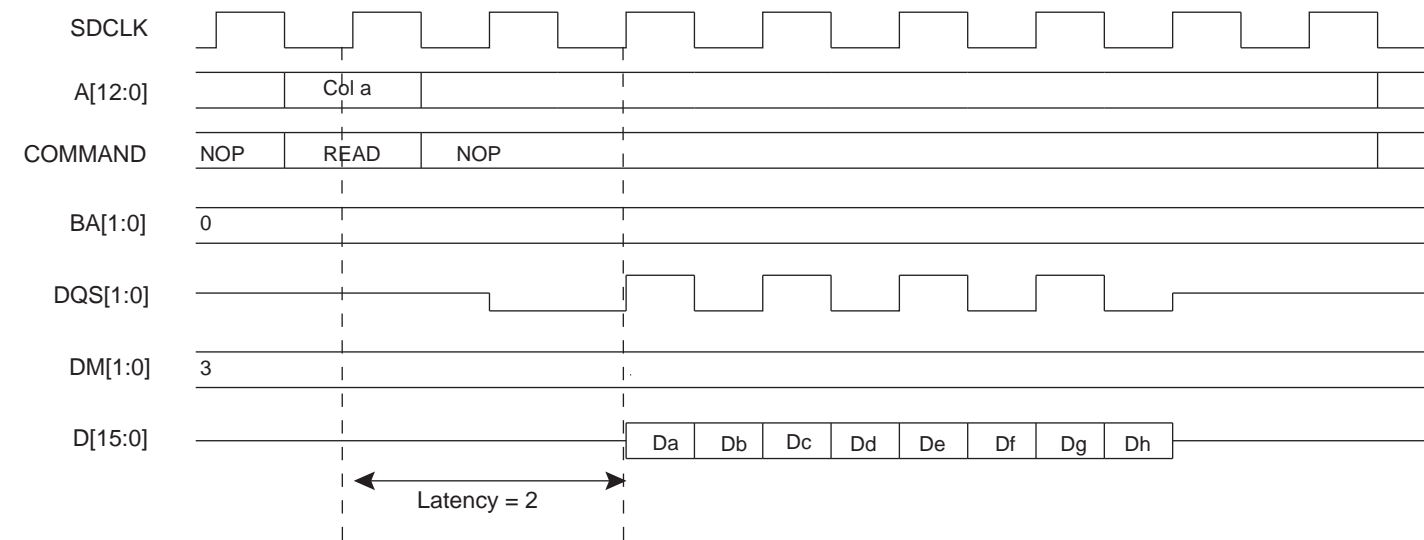 SDCLK
A[12:0] Col a
COMMAND NOP READ NOP
BA[1:0] 0
DQS[1:0]
DM[1:0] 3
D[15:0] Da Db Dc Dd De Df Dg Dh
Latency = 2